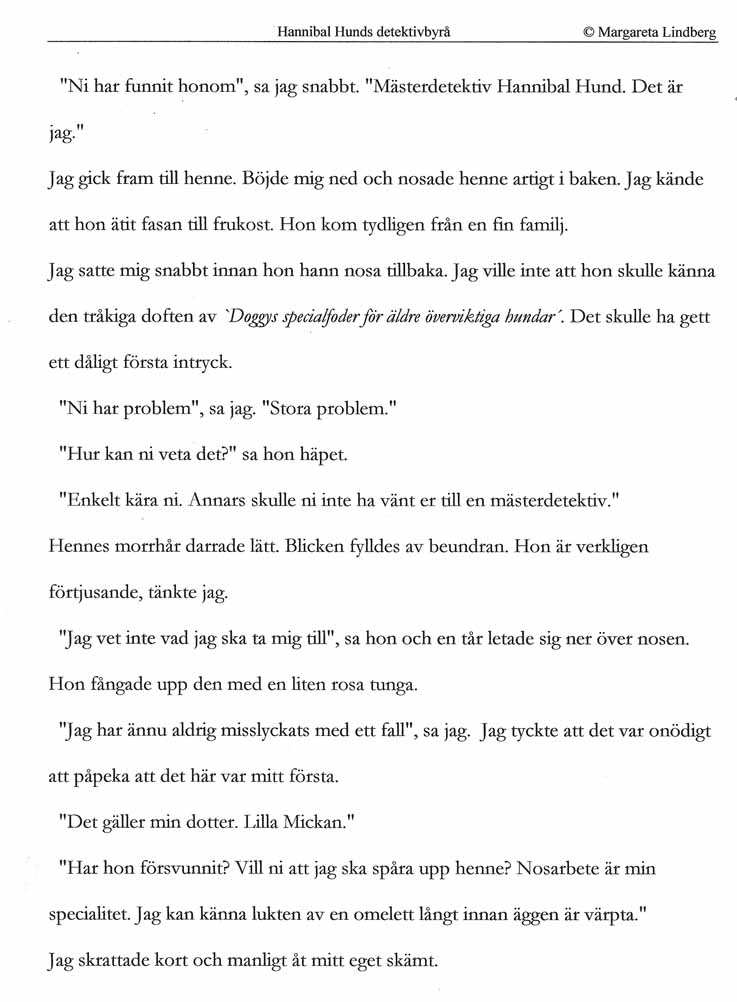 Hannibal Hunds detektivbyrå © Margareta Lindberg
"Ni har funnit honom", sa jag snabbt. "Mästerdetektiv Hannibal Hund. Det är
jag."
Jag gick fram till henne. Böjde mig ned och nosade henne artigt i baken. Jag kände
att hon ätit fasan till frukost. Hon kom tydligen från en fin familj.
Jag satte mig snabbt innan hon hann nosa tillbaka. Jag ville inte att hon skulle känna
den tråkiga doften av `Doggys specialfoder för äldre överviktiga hundar´. Det skulle ha gett
ett dåligt första intryck.
"Ni har problem", sa jag. "Stora problem."
"Hur kan ni veta det?" sa hon häpet.
"Enkelt kära ni. Annars skulle ni inte ha vänt er till en mästerdetektiv."
Hennes morrhår darrade lätt. Blicken fylldes av beundran. Hon är verkligen
förtjusande, tänkte jag.
"Jag vet inte vad jag ska ta mig till", sa hon och en tår letade sig ner över nosen.
Hon fångade upp den med en liten rosa tunga.
"Jag har ännu aldrig misslyckats med ett fall", sa jag. Jag tyckte att det var onödigt
att påpeka att det här var mitt första.
"Det gäller min dotter. Lilla Mickan."
"Har hon försvunnit? Vill ni att jag ska spåra upp henne? Nosarbete är min
specialitet. Jag kan känna lukten av en omelett långt innan äggen är värpta."
Jag skrattade kort och manligt åt mitt eget skämt.